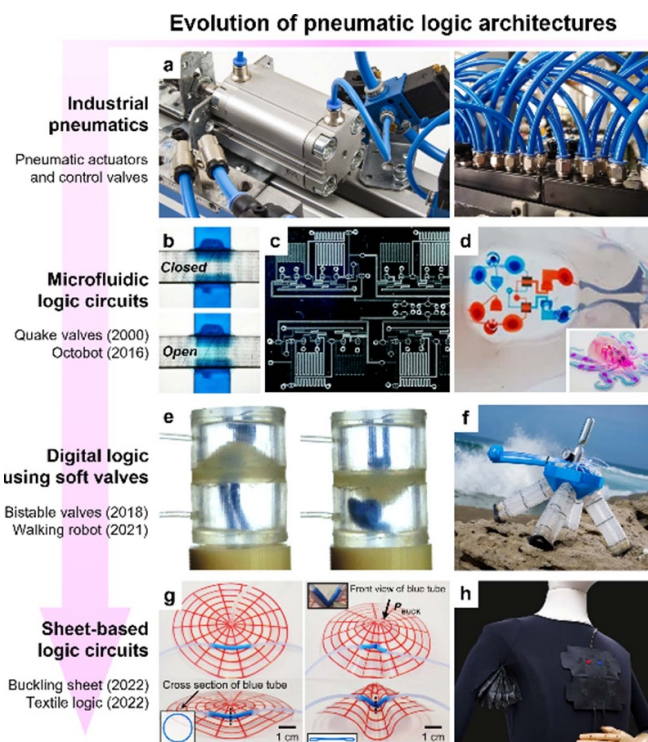 Evolution of pneumatic logic architectures
Industrial
pneumatics
Pneumatic actuators
and control valves
a
Microfluidic
logic circuits
Quake valves (2000)
Octobot (2016)
b
Closed
Open
c
d
Digital logic
using soft valves
Bistable valves (2018)
Walking robot (2021)
e
f
Sheet-based
logic circuits
Buckling sheet (2022)
Textile logic (2022)
g
Cross section of blue tube
1 cm
Front view of blue tube
P BUCK
1 cm
h